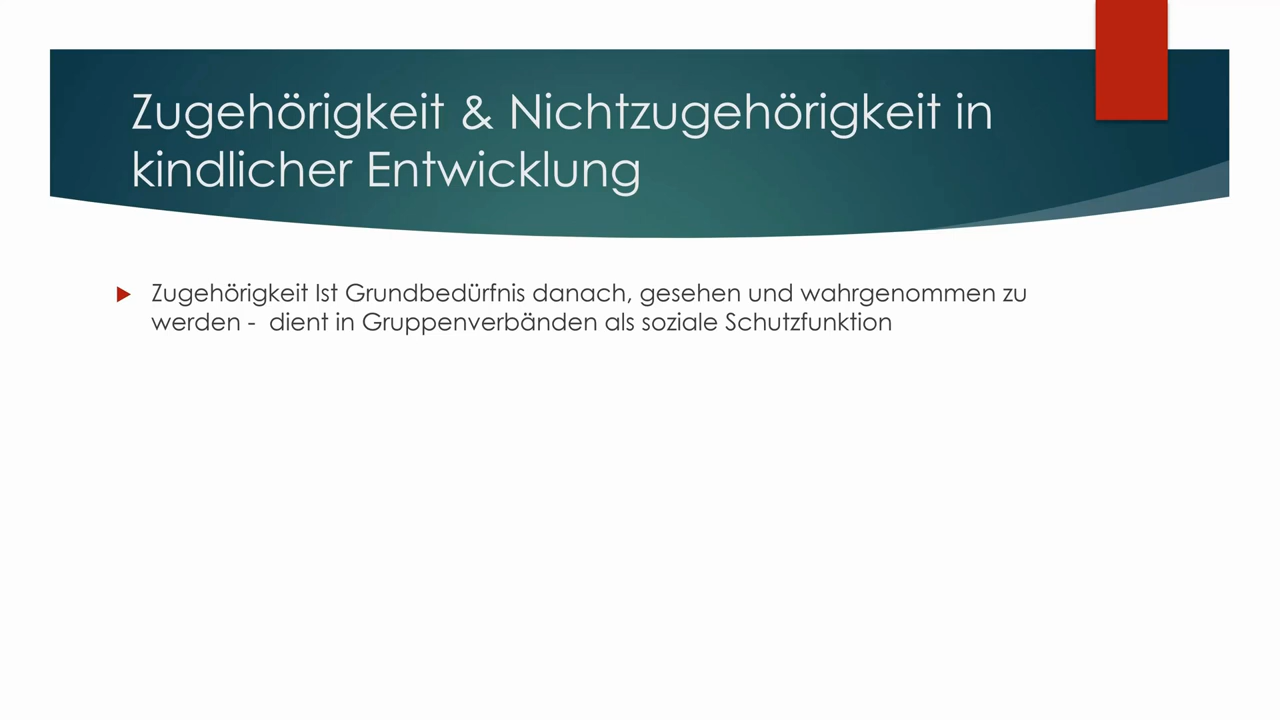 Zugehörigkeit & Nichtzugehörigkeit in
kindlicher Entwicklung
Zugehörigkeit Ist Grundbedürfnis danach, gesehen und wahrgenommen zu
werden -  dient in Gruppenverbänden als soziale Schutzfunktion